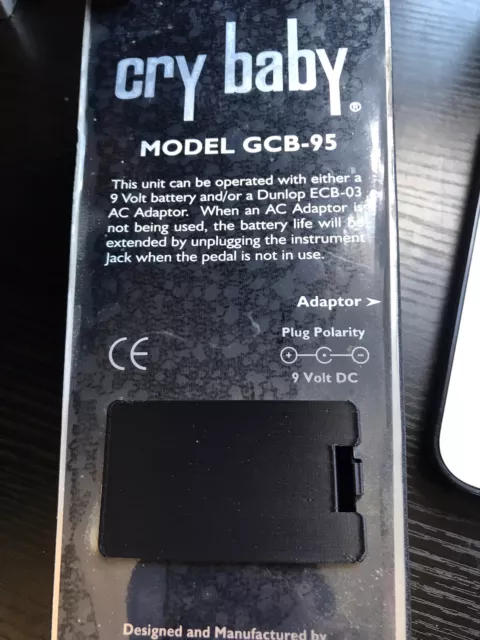 cry baby®
MODEL GCB-95
This unit can be operated with either a
9 Volt battery and/or a Dunlop ECB-03
AC Adaptor. When an AC Adaptor is
not being used, the battery life will be
extended by unplugging the instrument
Jack when the pedal is not in use.
Adaptor >
Plug Polarity
CE
+ C −
9 Volt DC
Designed and Manufactured by